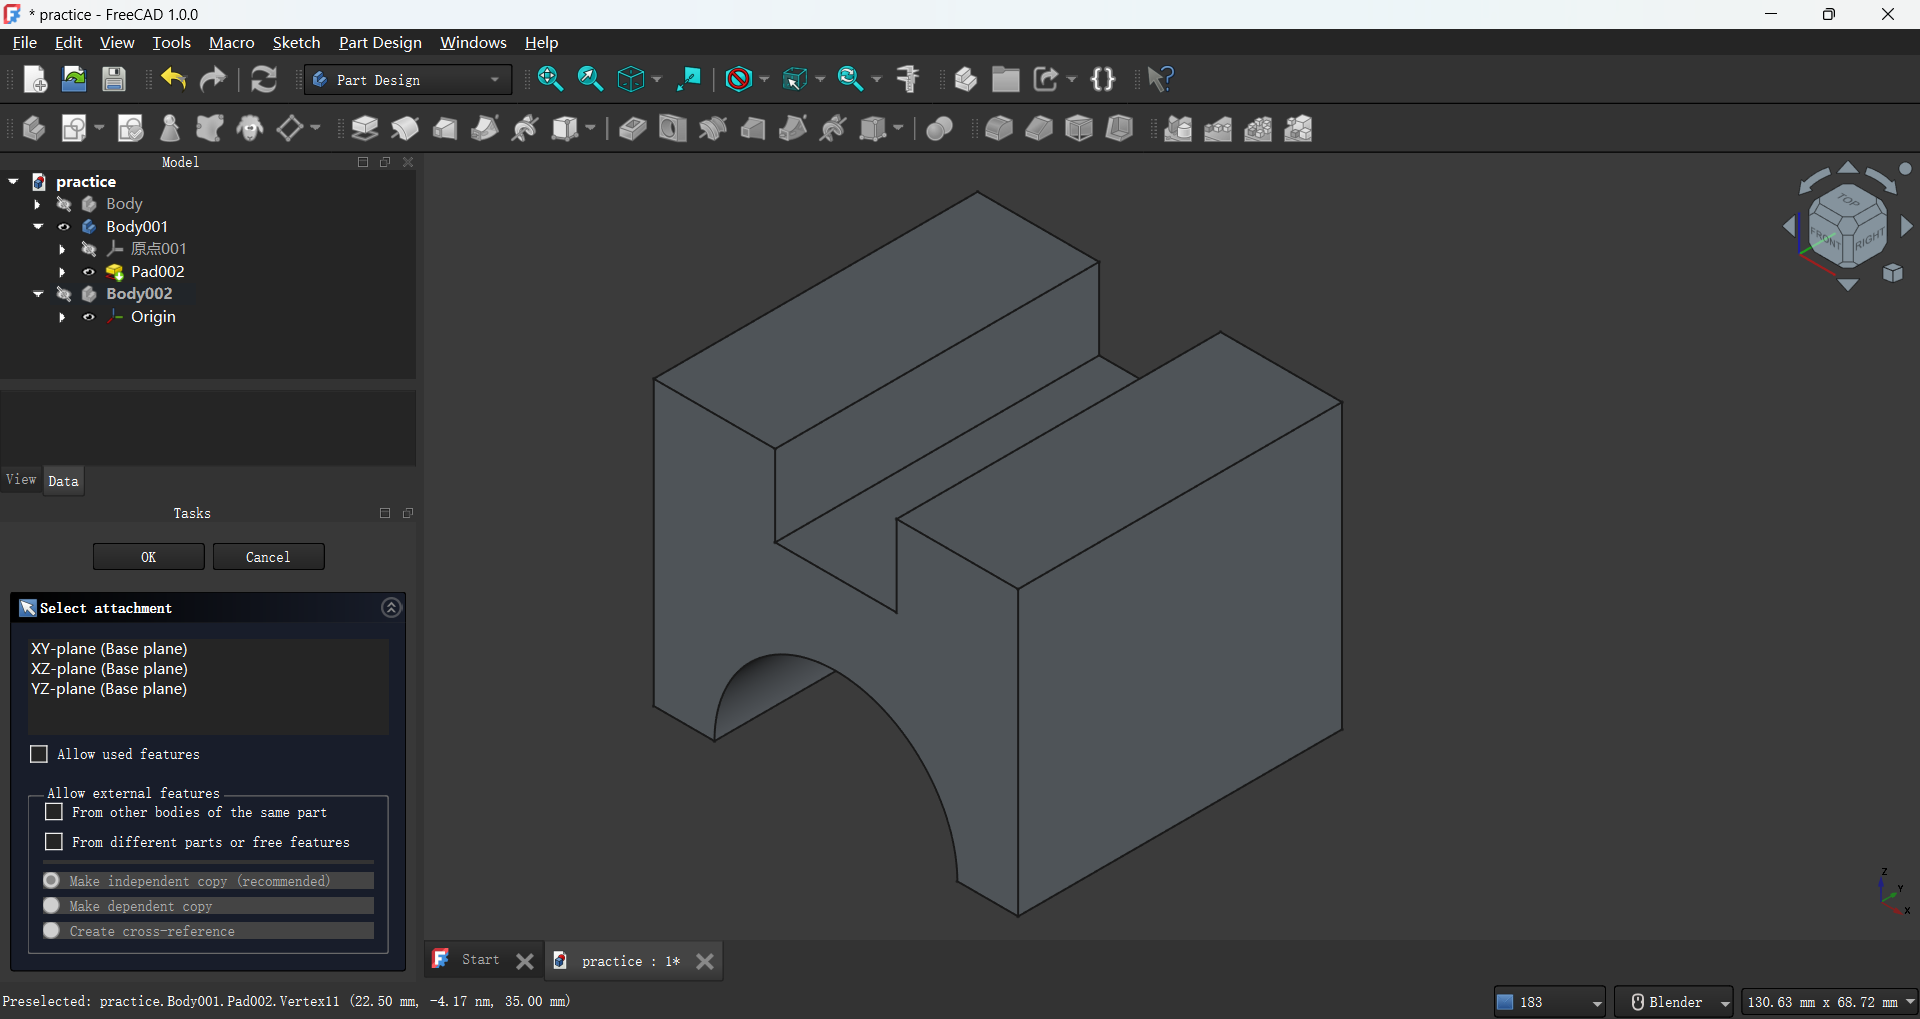 * practice - FreeCAD 1.0.0
File Edit View Tools Macro Sketch Part Design Windows Help
Part Design
Model
practice
Body
Body001
原点001
Pad002
Body002
Origin
View Data
Tasks
OK Cancel
Select attachment
XY-plane (Base plane)
XZ-plane (Base plane)
YZ-plane (Base plane)
Allow used features
Allow external features
From other bodies of the same part
From different parts or free features
Make independent copy (recommended)
Make dependent copy
Create cross-reference
TOP
FRONT RIGHT
Z
Y
X
Start practice : 1*
Preselected: practice.Body001.Pad002.Vertex11 (22.50 mm, -4.17 nm, 35.00 mm)
183 Blender 130.63 mm x 68.72 mm